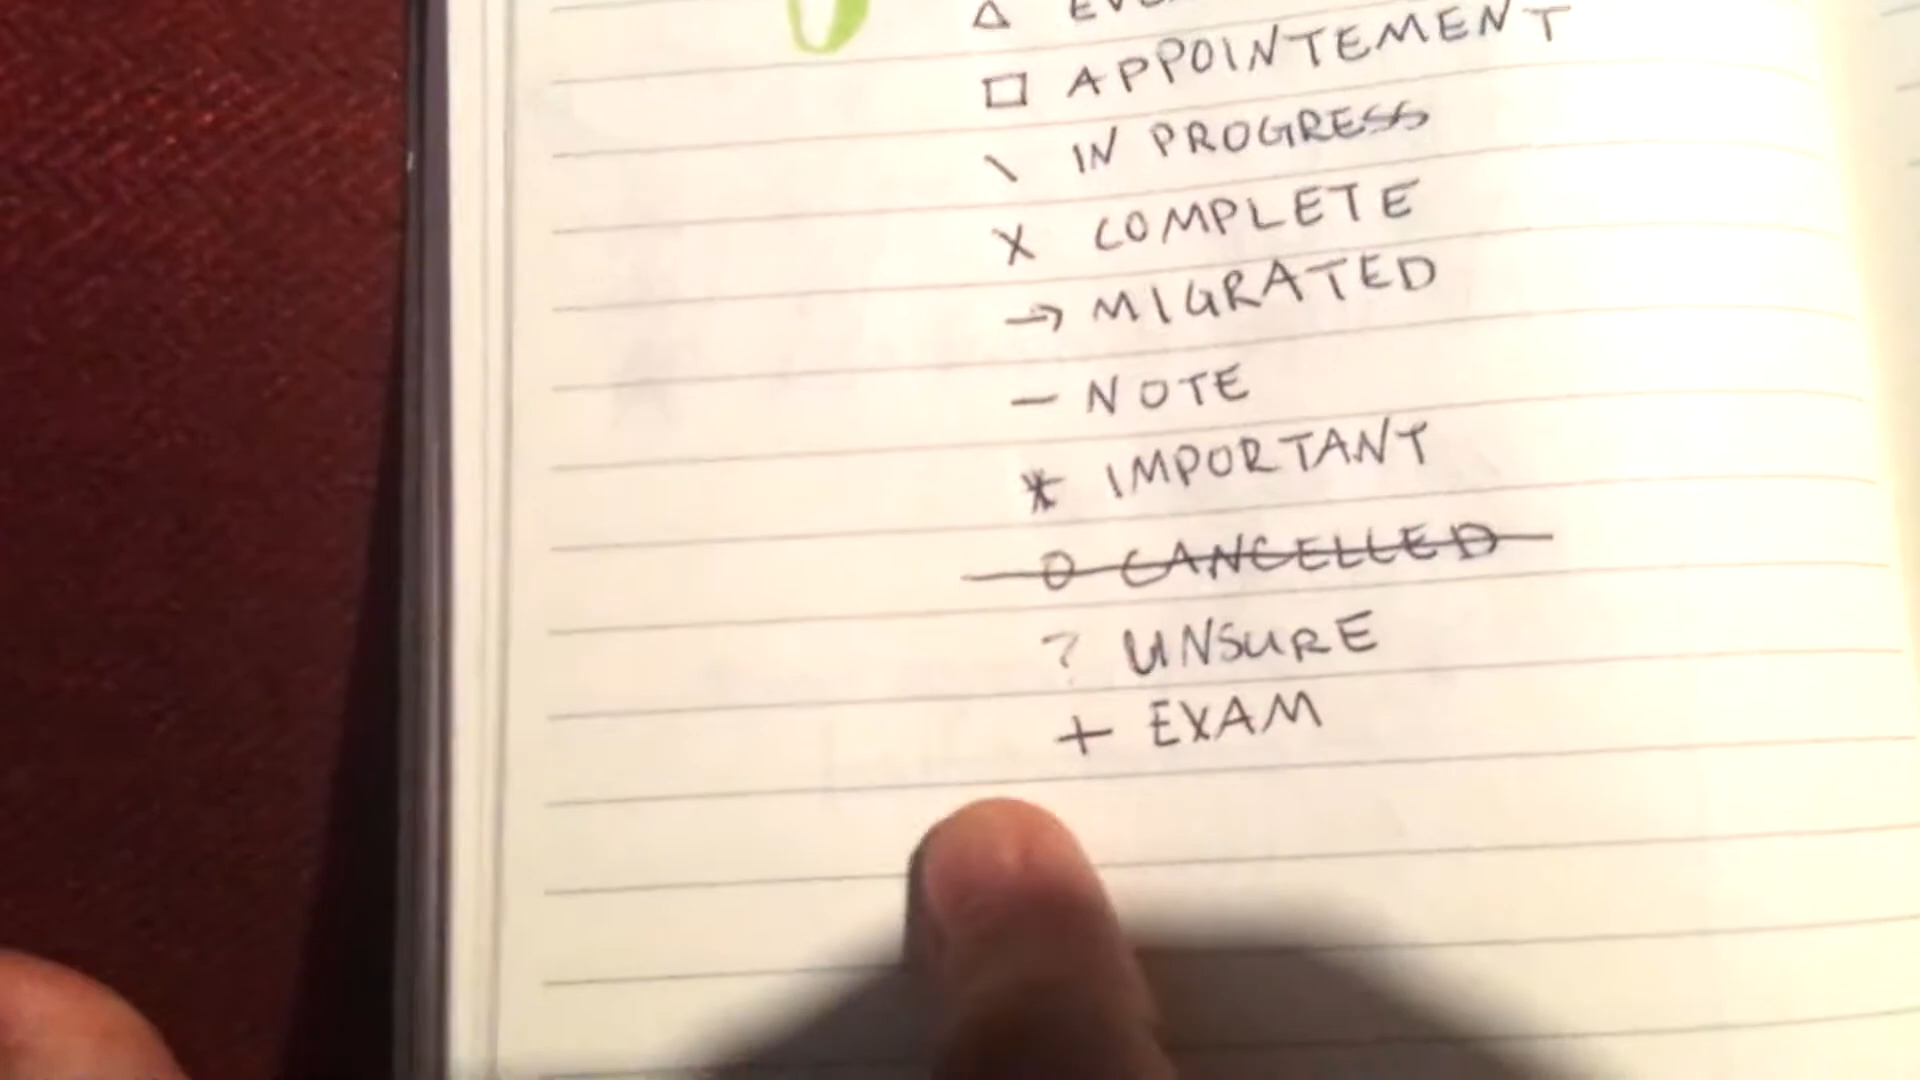 △
□ APPOINTEMENT
\ IN PROGRESS
X COMPLETE
→ MIGRATED
— NOTE
* IMPORTANT
O CANCELLED
? UNSURE
+ EXAM